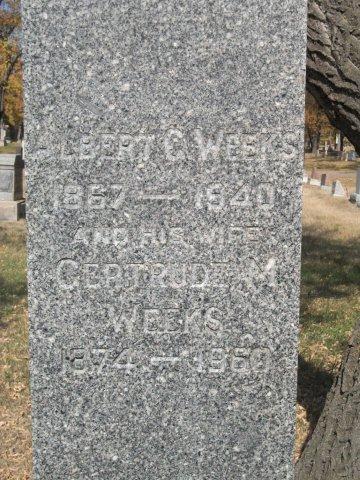 ALBERT C. WEEKS
1867 — 1940
AND HIS WIFE
GERTRUDE M.
WEEKS
1874 — 1960